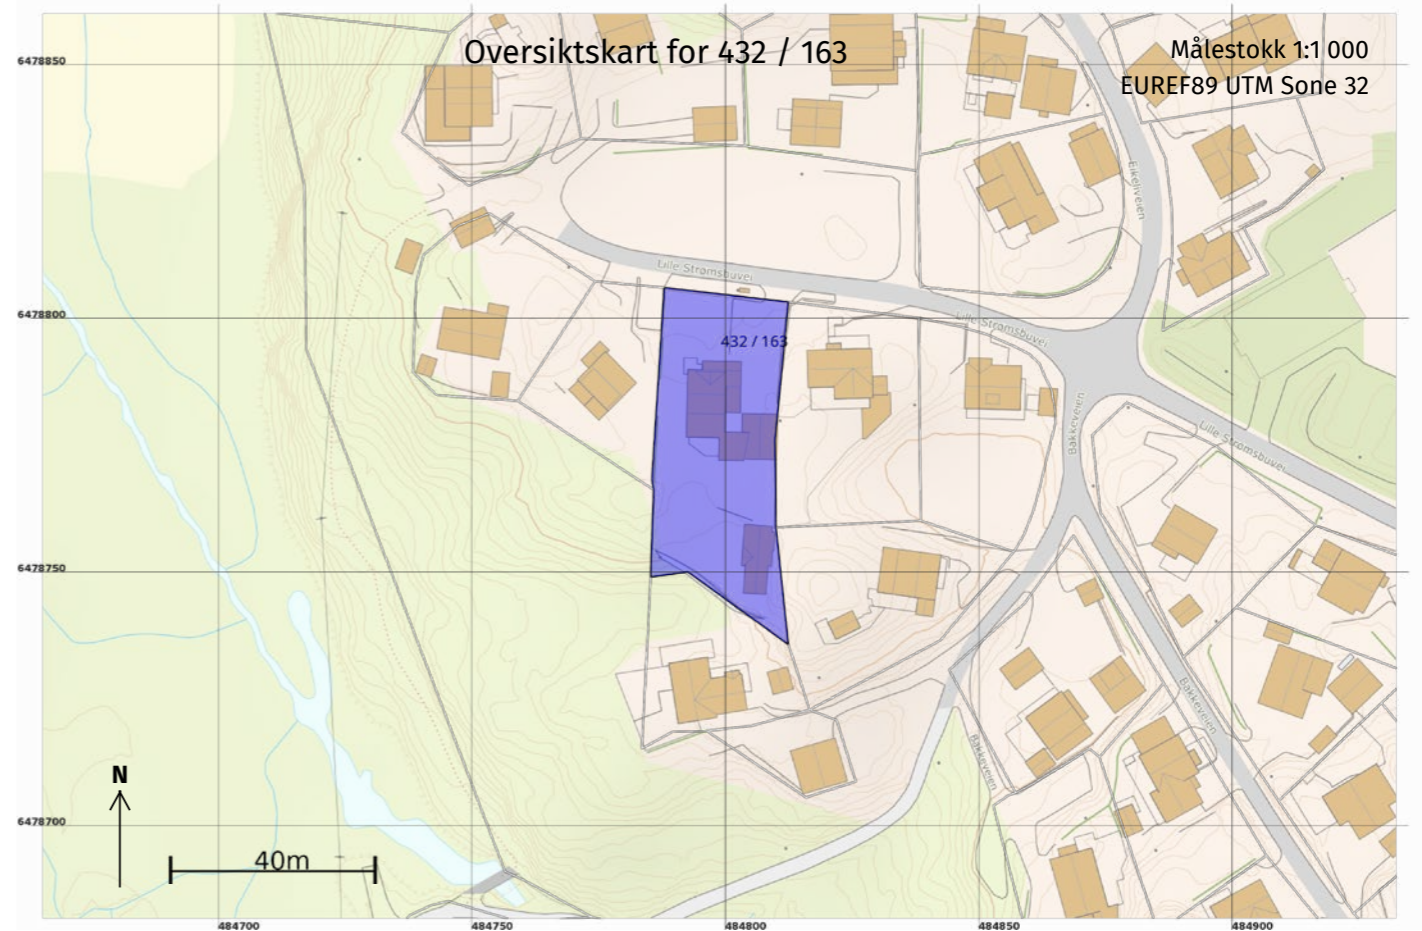 Oversiktskart for 432 / 163
Målestokk 1:1 000
EUREF89 UTM Sone 32
6478850
Eikeliveien
Lille Strømsbuvei
6478800
Lille Strømsbuvei
432 / 163
Bakkeveien
Lille Strømsbuvei
6478750
Bakkeveien
Bakkeveien
N
6478700
40m
484700
484750
484800
484850
484900